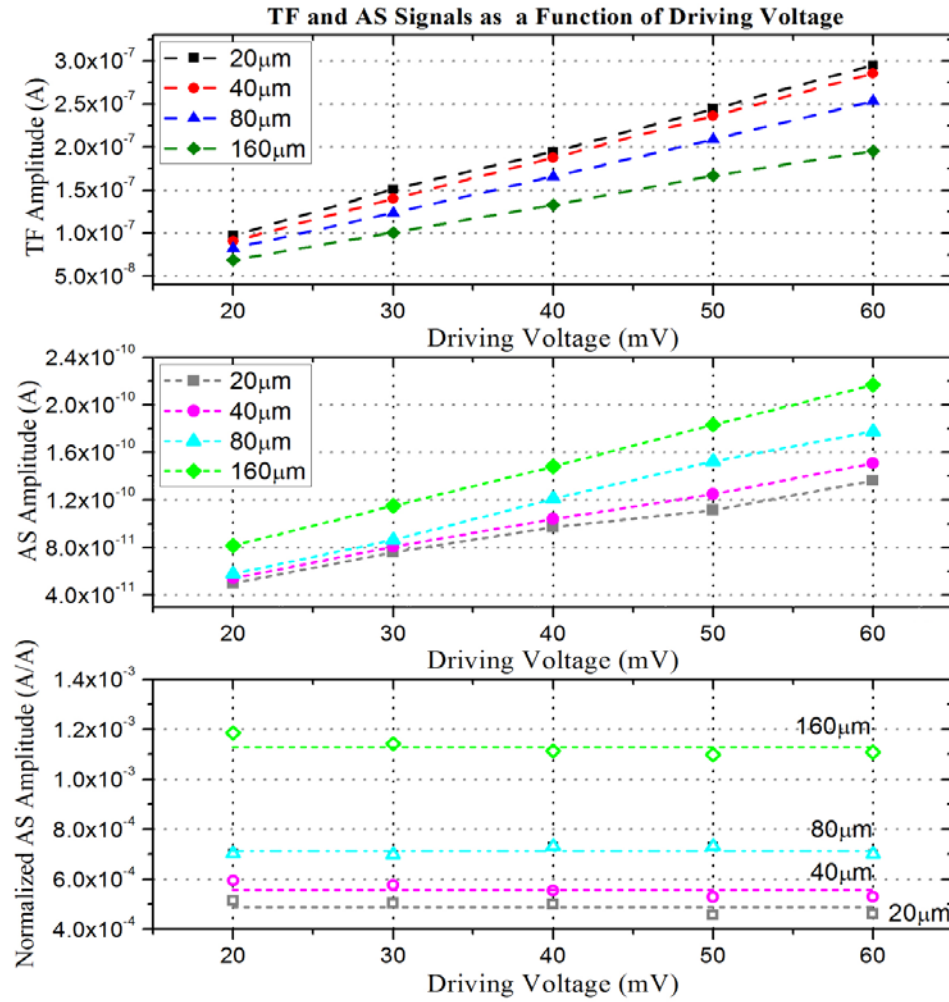 TF and AS Signals as a Function of Driving Voltage
TF Amplitude (A)
3.0x10⁻⁷
2.5x10⁻⁷
2.0x10⁻⁷
1.5x10⁻⁷
1.0x10⁻⁷
5.0x10⁻⁸
20μm
40μm
80μm
160μm
20 30 40 50 60
Driving Voltage (mV)
AS Amplitude (A)
2.4x10⁻¹⁰
2.0x10⁻¹⁰
1.6x10⁻¹⁰
1.2x10⁻¹⁰
8.0x10⁻¹¹
4.0x10⁻¹¹
20μm
40μm
80μm
160μm
20 30 40 50 60
Driving Voltage (mV)
Normalized AS Amplitude (A/A)
1.4x10⁻³
1.2x10⁻³
1.0x10⁻³
8.0x10⁻⁴
6.0x10⁻⁴
4.0x10⁻⁴
160μm
80μm
40μm
20μm
20 30 40 50 60
Driving Voltage (mV)